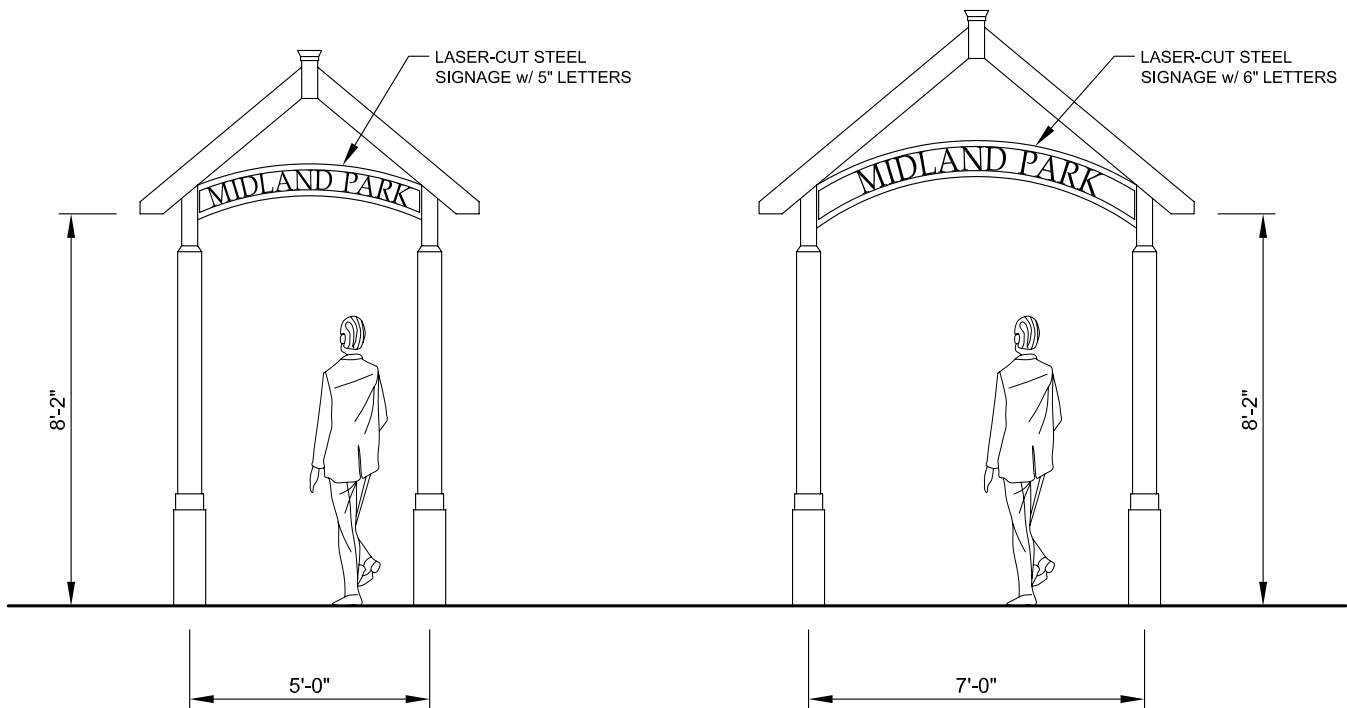 LASER-CUT STEEL
SIGNAGE w/ 5" LETTERS
MIDLAND PARK
8'-2"
5'-0"
LASER-CUT STEEL
SIGNAGE w/ 6" LETTERS
MIDLAND PARK
8'-2"
7'-0"